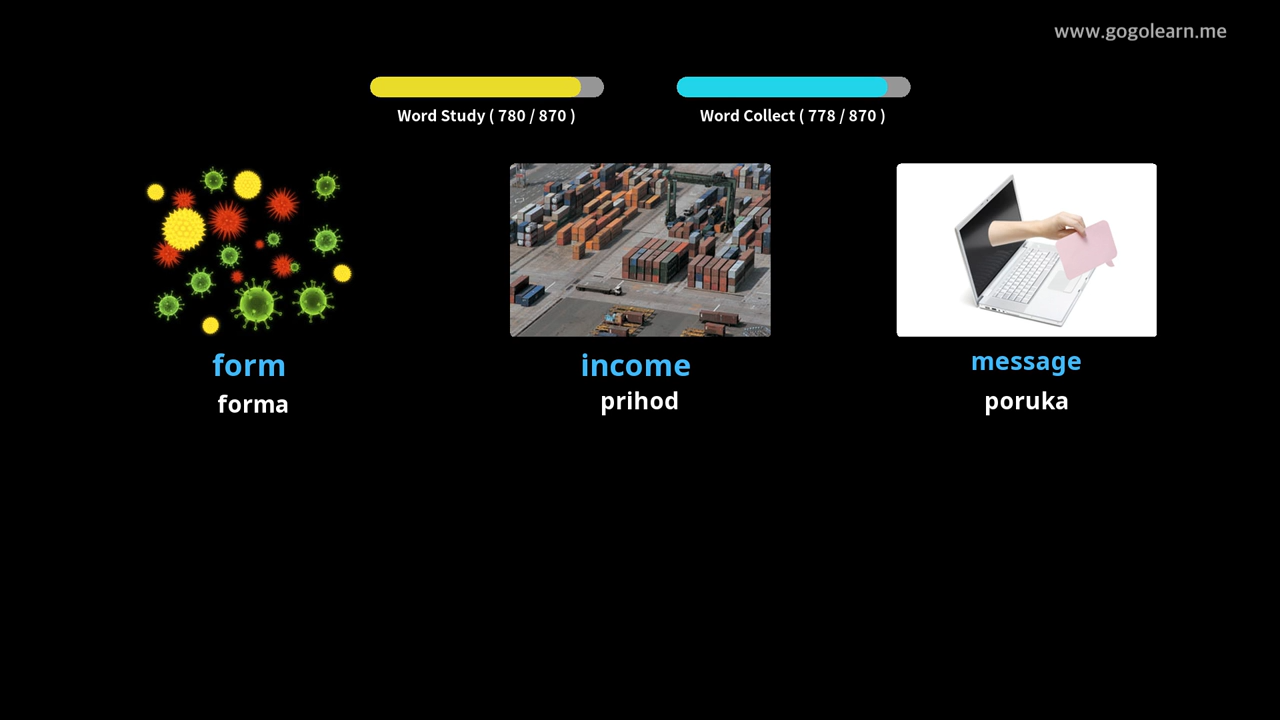 www.gogolearn.me
Word Study ( 780 / 870 )
Word Collect ( 778 / 870 )
form
forma
income
prihod
message
poruka